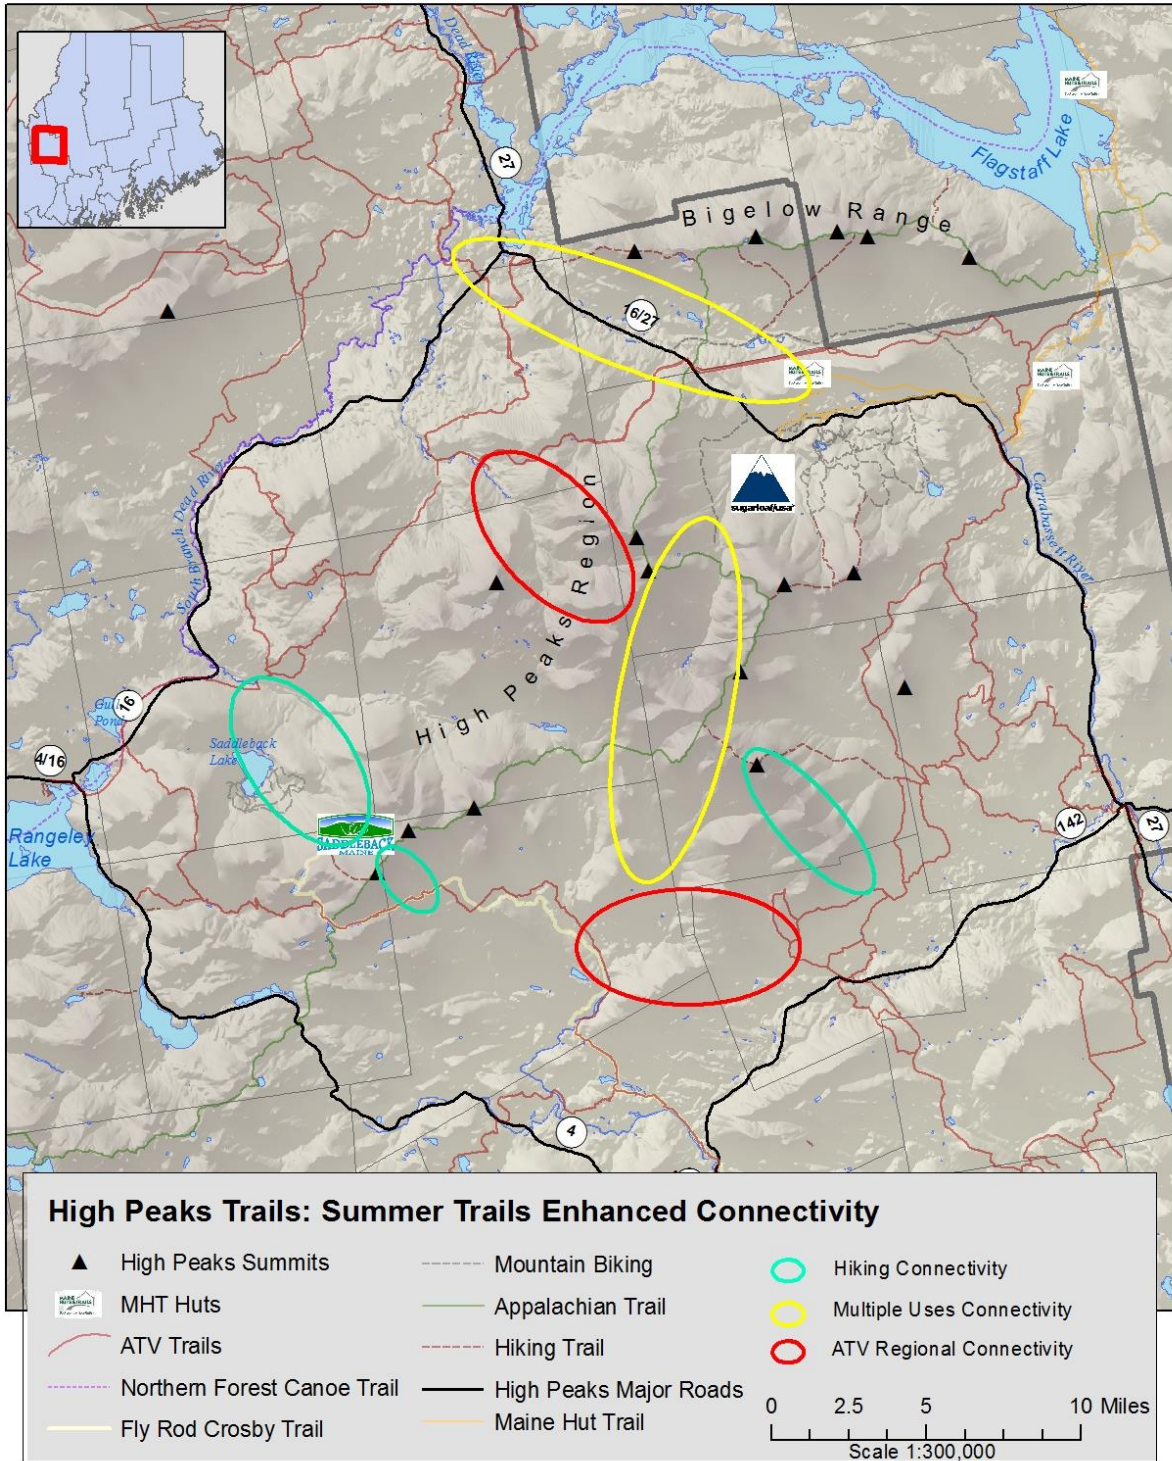 Dead River
27
Flagstaff Lake
Bigelow Range
16/27
sugarloaf/usa
High Peaks Region
South Branch Dead River
Carrabassett River
Gull
Pond
16
4/16
Saddleback
Lake
Rangeley
Lake
SADDLEBACK
MAINE
142
27
4
High Peaks Trails: Summer Trails Enhanced Connectivity
High Peaks Summits
MHT Huts
ATV Trails
Northern Forest Canoe Trail
Fly Rod Crosby Trail
Mountain Biking
Appalachian Trail
Hiking Trail
High Peaks Major Roads
Maine Hut Trail
Hiking Connectivity
Multiple Uses Connectivity
ATV Regional Connectivity
0 2.5 5 10 Miles
Scale 1:300,000